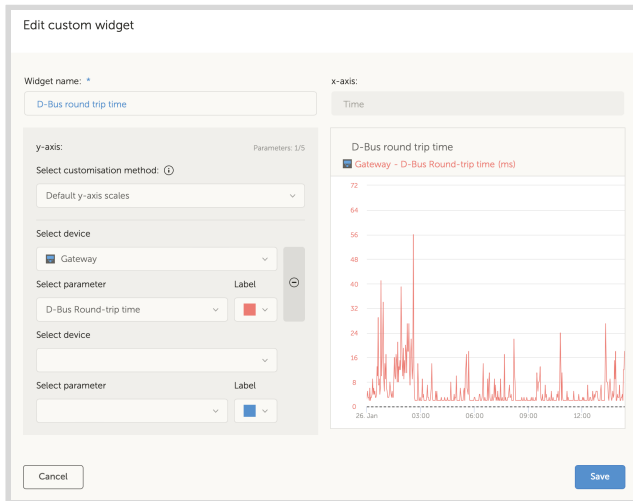 Edit custom widget
Widget name: *
x-axis:
D-Bus round trip time
Time
y-axis:
Parameters: 1/5
Select customisation method:
Default y-axis scales
Select device
Gateway
Select parameter
Label
D-Bus Round-trip time
Select device
Select parameter
Label
D-Bus round trip time
Gateway - D-Bus Round-trip time (ms)
72
64
56
48
40
32
24
16
8
0
26. Jan
03:00
06:00
09:00
12:00
Cancel
Save